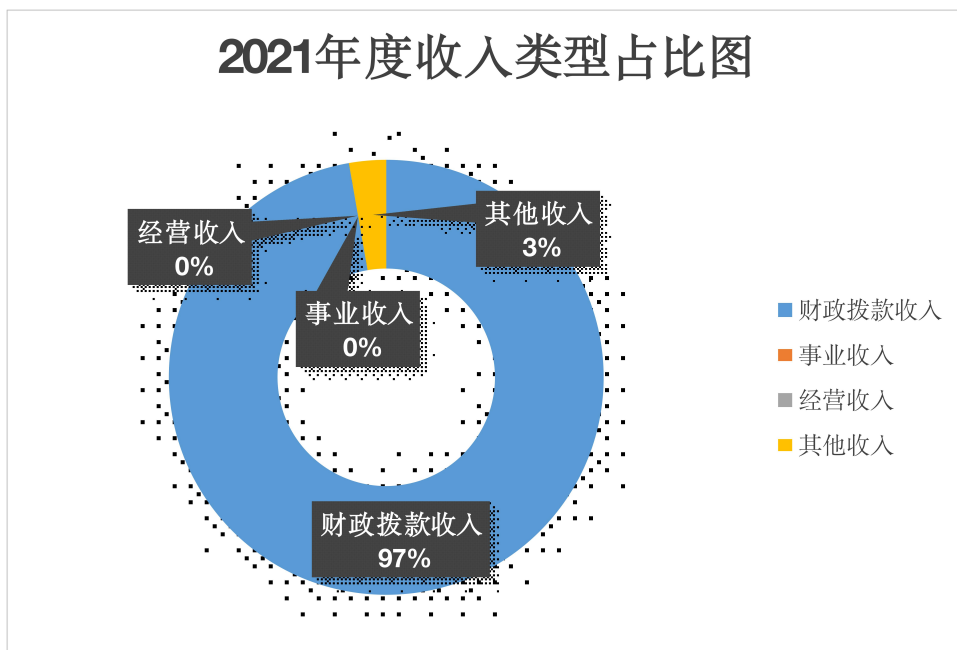 2021年度收入类型占比图
经营收入
0%
其他收入
3%
事业收入
0%
财政拨款收入
97%
财政拨款收入
事业收入
经营收入
其他收入